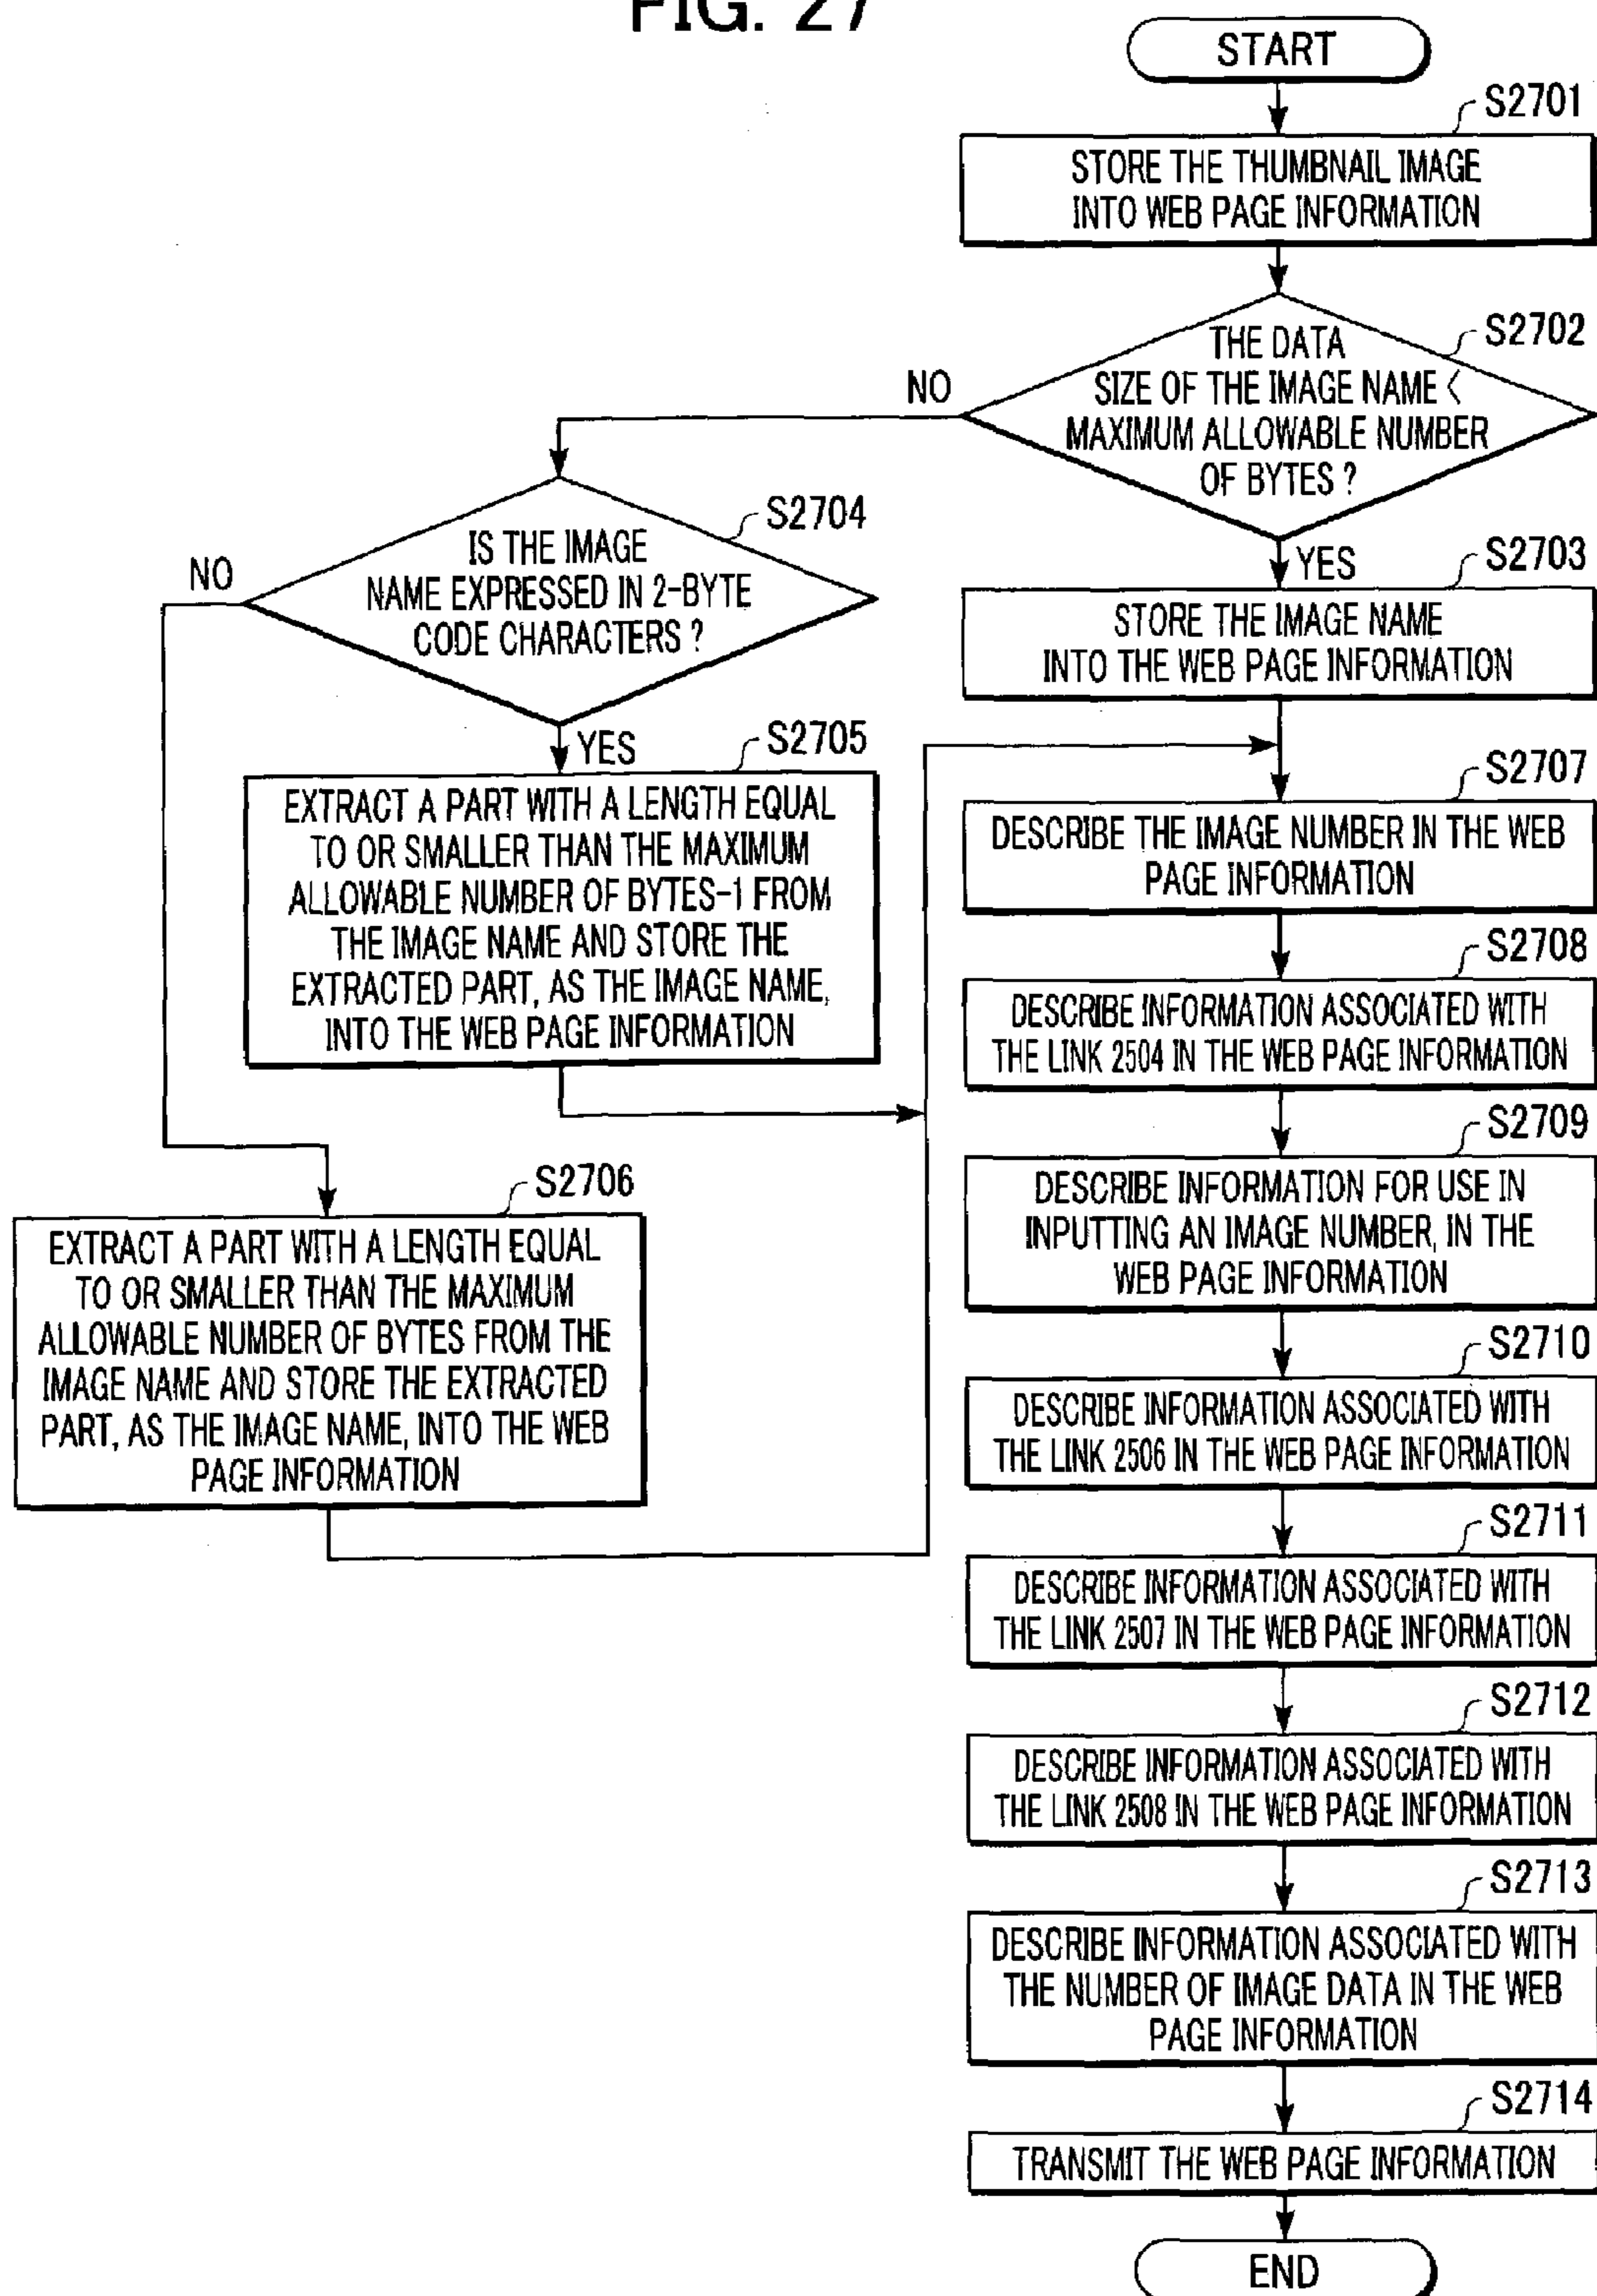 FIG. 27
START
S2701
STORE THE THUMBNAIL IMAGE
INTO WEB PAGE INFORMATION
S2702
THE DATA
SIZE OF THE IMAGE NAME <
MAXIMUM ALLOWABLE NUMBER
OF BYTES ?
NO
YES
S2703
STORE THE IMAGE NAME
INTO THE WEB PAGE INFORMATION
S2704
IS THE IMAGE
NAME EXPRESSED IN 2-BYTE
CODE CHARACTERS ?
NO
YES
S2705
EXTRACT A PART WITH A LENGTH EQUAL
TO OR SMALLER THAN THE MAXIMUM
ALLOWABLE NUMBER OF BYTES-1 FROM
THE IMAGE NAME AND STORE THE
EXTRACTED PART, AS THE IMAGE NAME,
INTO THE WEB PAGE INFORMATION
S2706
EXTRACT A PART WITH A LENGTH EQUAL
TO OR SMALLER THAN THE MAXIMUM
ALLOWABLE NUMBER OF BYTES FROM THE
IMAGE NAME AND STORE THE EXTRACTED
PART, AS THE IMAGE NAME, INTO THE WEB
PAGE INFORMATION
S2707
DESCRIBE THE IMAGE NUMBER IN THE WEB
PAGE INFORMATION
S2708
DESCRIBE INFORMATION ASSOCIATED WITH
THE LINK 2504 IN THE WEB PAGE INFORMATION
S2709
DESCRIBE INFORMATION FOR USE IN
INPUTTING AN IMAGE NUMBER, IN THE
WEB PAGE INFORMATION
S2710
DESCRIBE INFORMATION ASSOCIATED WITH
THE LINK 2506 IN THE WEB PAGE INFORMATION
S2711
DESCRIBE INFORMATION ASSOCIATED WITH
THE LINK 2507 IN THE WEB PAGE INFORMATION
S2712
DESCRIBE INFORMATION ASSOCIATED WITH
THE LINK 2508 IN THE WEB PAGE INFORMATION
S2713
DESCRIBE INFORMATION ASSOCIATED WITH
THE NUMBER OF IMAGE DATA IN THE WEB
PAGE INFORMATION
S2714
TRANSMIT THE WEB PAGE INFORMATION
END